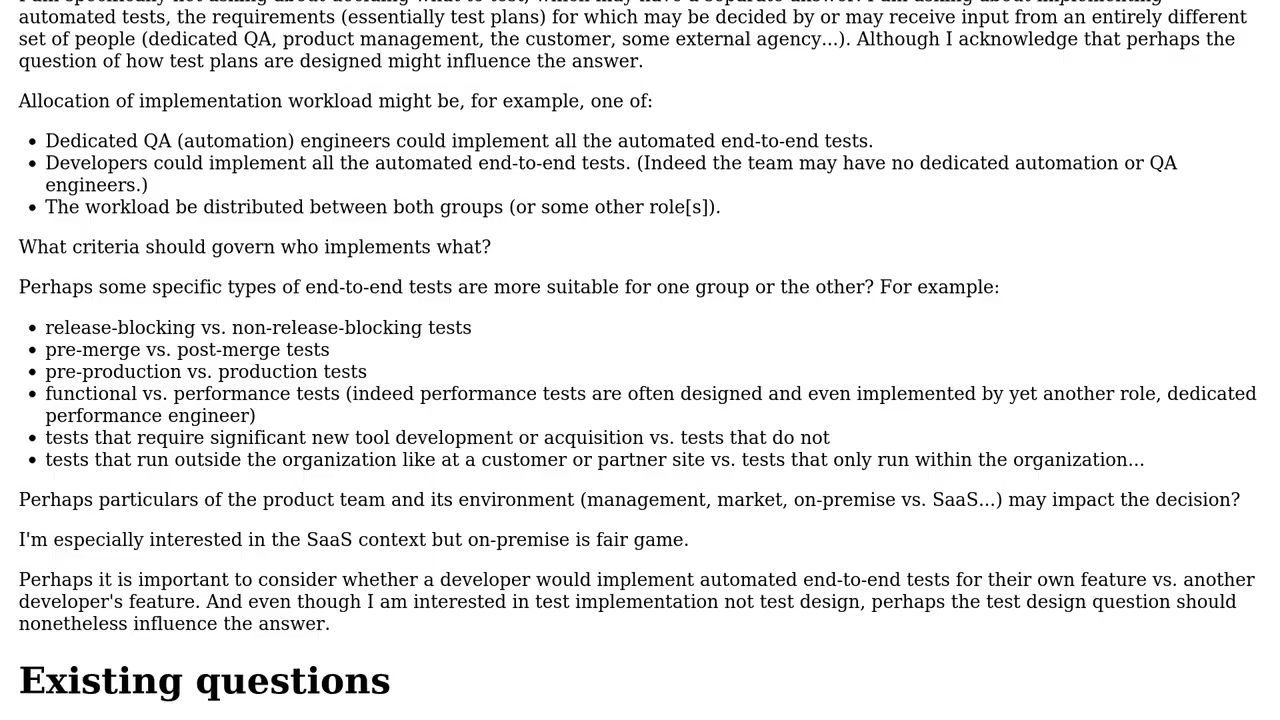 automated tests, the requirements (essentially test plans) for which may be decided by or may receive input from an entirely different
set of people (dedicated QA, product management, the customer, some external agency...). Although I acknowledge that perhaps the
question of how test plans are designed might influence the answer.
Allocation of implementation workload might be, for example, one of:
Dedicated QA (automation) engineers could implement all the automated end-to-end tests.
Developers could implement all the automated end-to-end tests. (Indeed the team may have no dedicated automation or QA
engineers.)
The workload be distributed between both groups (or some other role[s]).
What criteria should govern who implements what?
Perhaps some specific types of end-to-end tests are more suitable for one group or the other? For example:
release-blocking vs. non-release-blocking tests
pre-merge vs. post-merge tests
pre-production vs. production tests
functional vs. performance tests (indeed performance tests are often designed and even implemented by yet another role, dedicated
performance engineer)
tests that require significant new tool development or acquisition vs. tests that do not
tests that run outside the organization like at a customer or partner site vs. tests that only run within the organization...
Perhaps particulars of the product team and its environment (management, market, on-premise vs. SaaS...) may impact the decision?
I'm especially interested in the SaaS context but on-premise is fair game.
Perhaps it is important to consider whether a developer would implement automated end-to-end tests for their own feature vs. another
developer's feature. And even though I am interested in test implementation not test design, perhaps the test design question should
nonetheless influence the answer.
Existing questions